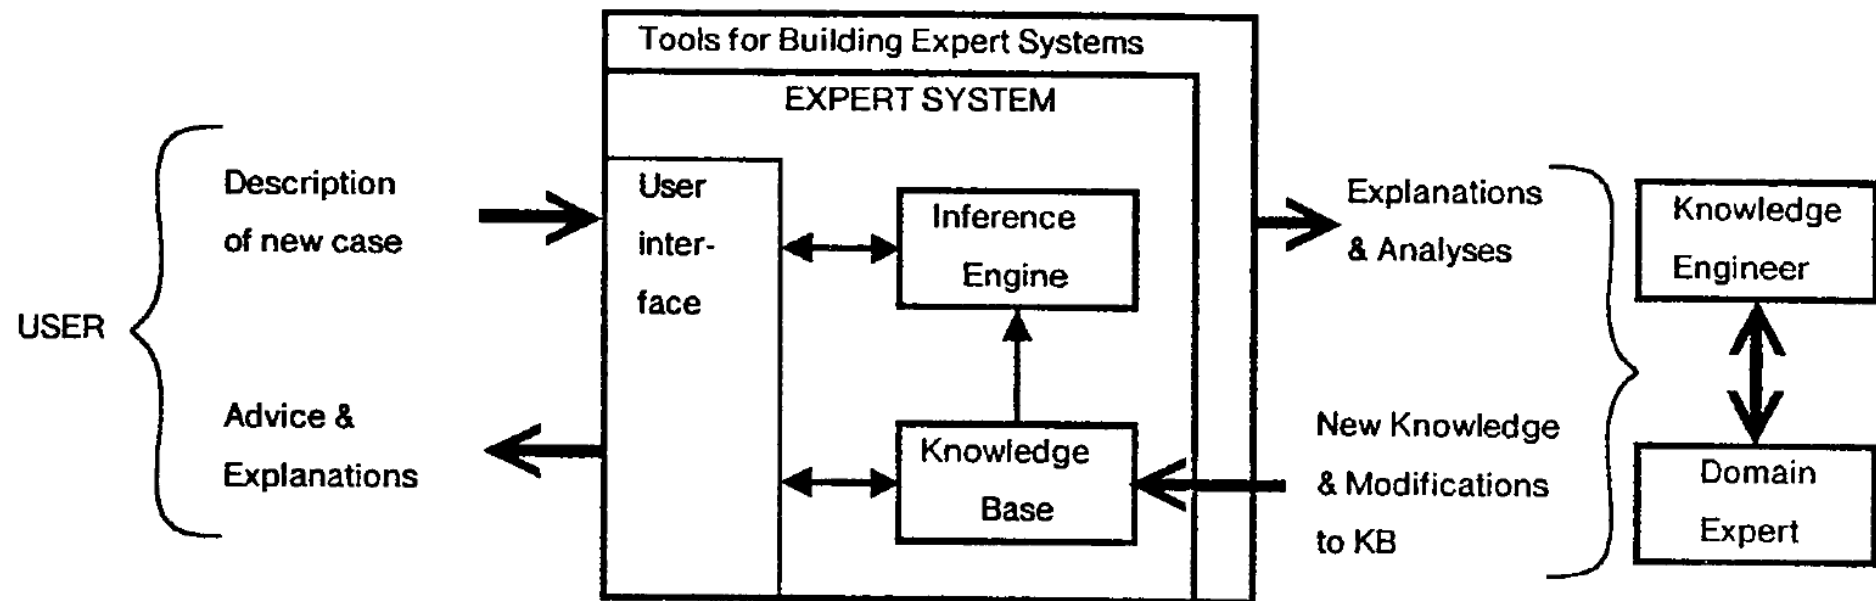 Tools for Building Expert Systems
EXPERT SYSTEM
USER
Description
of new case
Advice &
Explanations
User
inter-
face
Inference
Engine
Knowledge
Base
Explanations
& Analyses
New Knowledge
& Modifications
to KB
Knowledge
Engineer
Domain
Expert